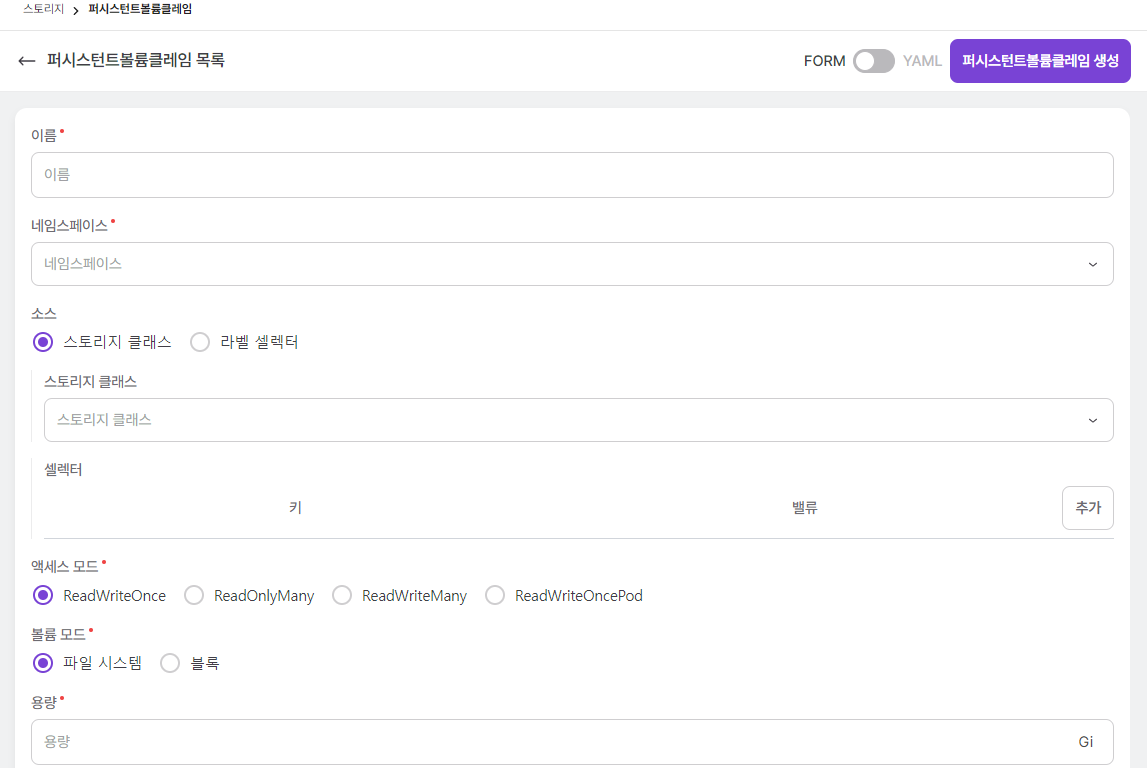 스토리지 > 퍼시스턴트볼륨클레임
← 퍼시스턴트볼륨클레임 목록 FORM YAML 퍼시스턴트볼륨클레임 생성
이름*
이름
네임스페이스*
네임스페이스
소스
스토리지 클래스 라벨 셀렉터
스토리지 클래스
스토리지 클래스
셀렉터
키 밸류 추가
액세스 모드*
ReadWriteOnce ReadOnlyMany ReadWriteMany ReadWriteOncePod
볼륨 모드*
파일 시스템 블록
용량*
용량 Gi